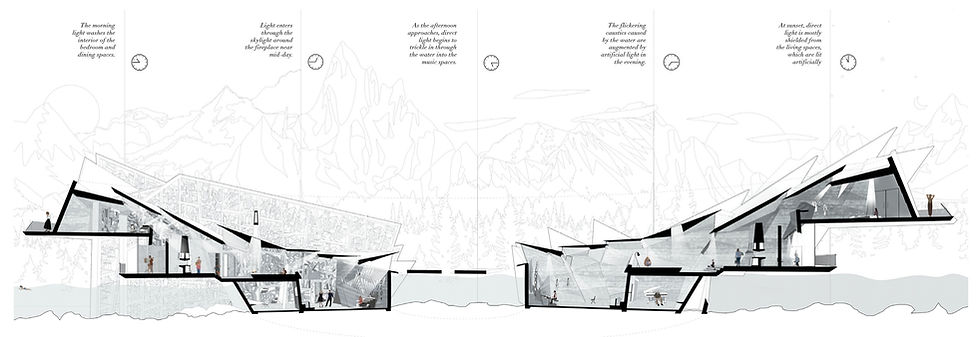 The morning
light washes the
interior of the
bedroom and
dining spaces.
Light enters
through the
skylight around
the fireplace near
mid-day.
As the afternoon
approaches, direct
light begins to
trickle in through
the water into the
music spaces.
The flickering
caustics caused
by the water are
augmented by
artificial light in
the evening.
At sunset, direct
light is mostly
shielded from
the living spaces,
which are lit
artificially